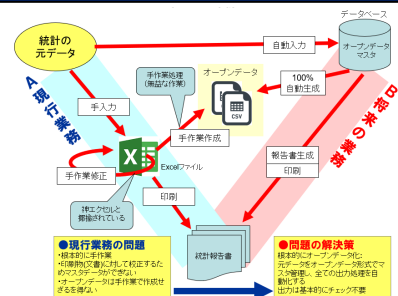 データベース
統計の
元データ
自動入力
オープンデータ
マスタ
手作業処理
(無益な作業)
オープンデータ
100%
自動生成
A 現行業務
B 将来の業務
手入力
CSV
手作業作成
Excelファイル
手作業修正
報告書生成
印刷
神エクセルと
揶揄されている
印刷
統計報告書
●現行業務の問題
・根本的に手作業
・印刷物(文書)に対して校正するた
めマスタデータができない
・オープンデータは手作業で作成せ
ざるを得ない
●問題の解決策
根本的にオープンデータ化:
元データをオープンデータ形式でマ
スタ管理し、全ての出力処理を自
動化する
出力は基本的にチェック不要